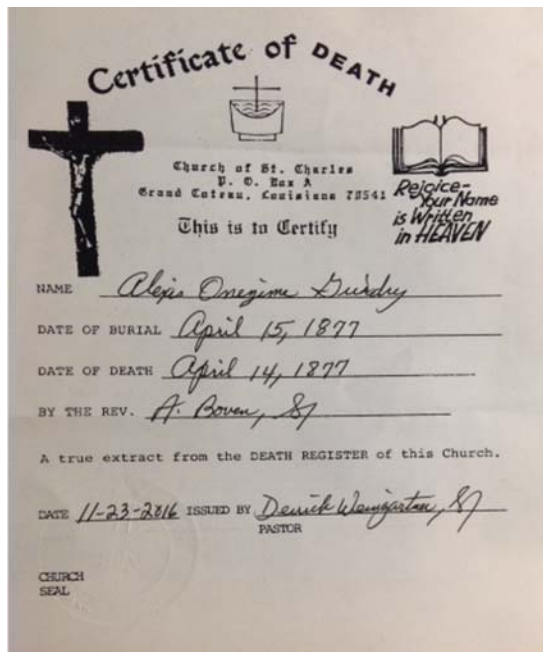 Certificate of DEATH
Church of St. Charles
P. O. Box A
Grand Coteau, Louisiana 70541
Rejoice-
Your Name
is Written
in HEAVEN
This is to Certify
NAME Alexis Onezime Guidry
DATE OF BURIAL April 15, 1877
DATE OF DEATH April 14, 1877
BY THE REV. A. Boven, SJ
A true extract from the DEATH REGISTER of this Church.
DATE 11-23-2016 ISSUED BY Derrick Weingartner, SJ
PASTOR
CHURCH
SEAL